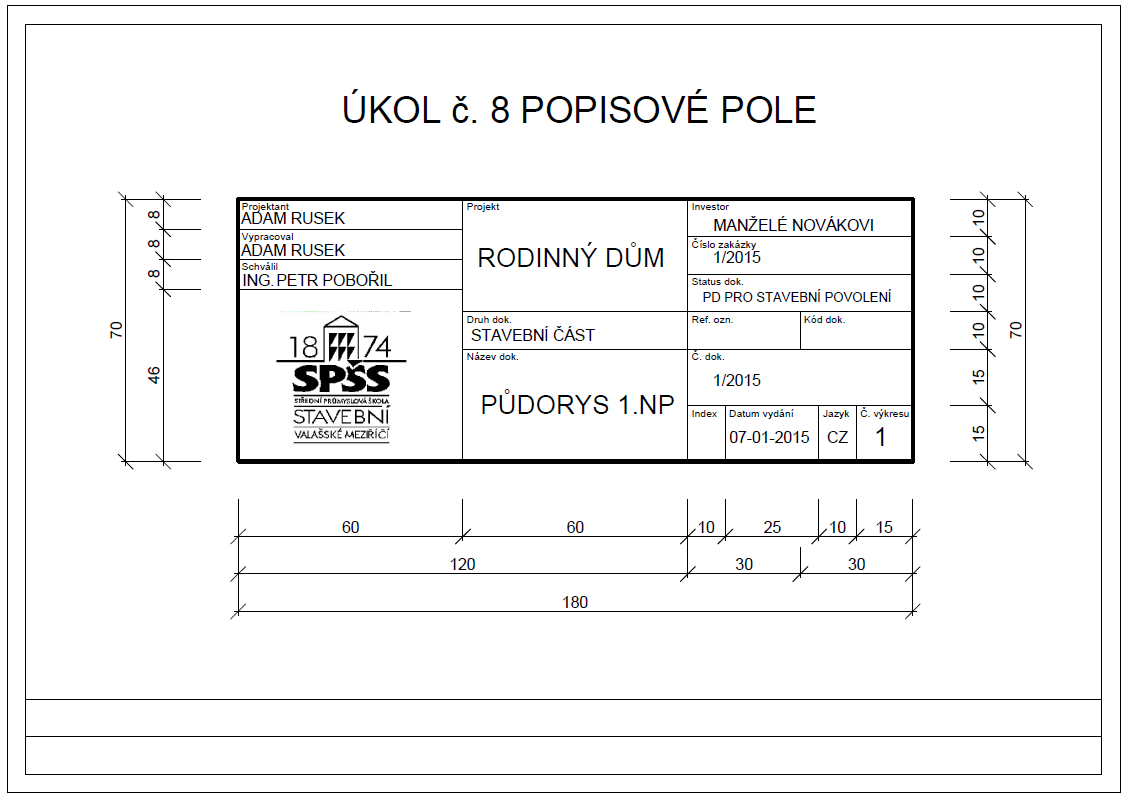 ÚKOL č. 8 POPISOVÉ POLE
Projektant
ADAM RUSEK
Vypracoval
ADAM RUSEK
Schválil
ING. PETR POBOŘIL
18 74
SPŠS
STŘEDNÍ PRŮMYSLOVÁ ŠKOLA
STAVEBNÍ
VALAŠSKÉ MEZIŘÍČÍ
Projekt
RODINNÝ DŮM
Druh dok.
STAVEBNÍ ČÁST
Název dok.
PŮDORYS 1.NP
Investor
MANŽELÉ NOVÁKOVI
Číslo zakázky
1/2015
Status dok.
PD PRO STAVEBNÍ POVOLENÍ
Ref. ozn. Kód dok.
Č. dok.
1/2015
Index Datum vydání Jazyk Č. výkresu
07-01-2015 CZ 1
8
8
8
46
70
10
10
10
10
15
15
70
60 60 10 25 10 15
120 30 30
180